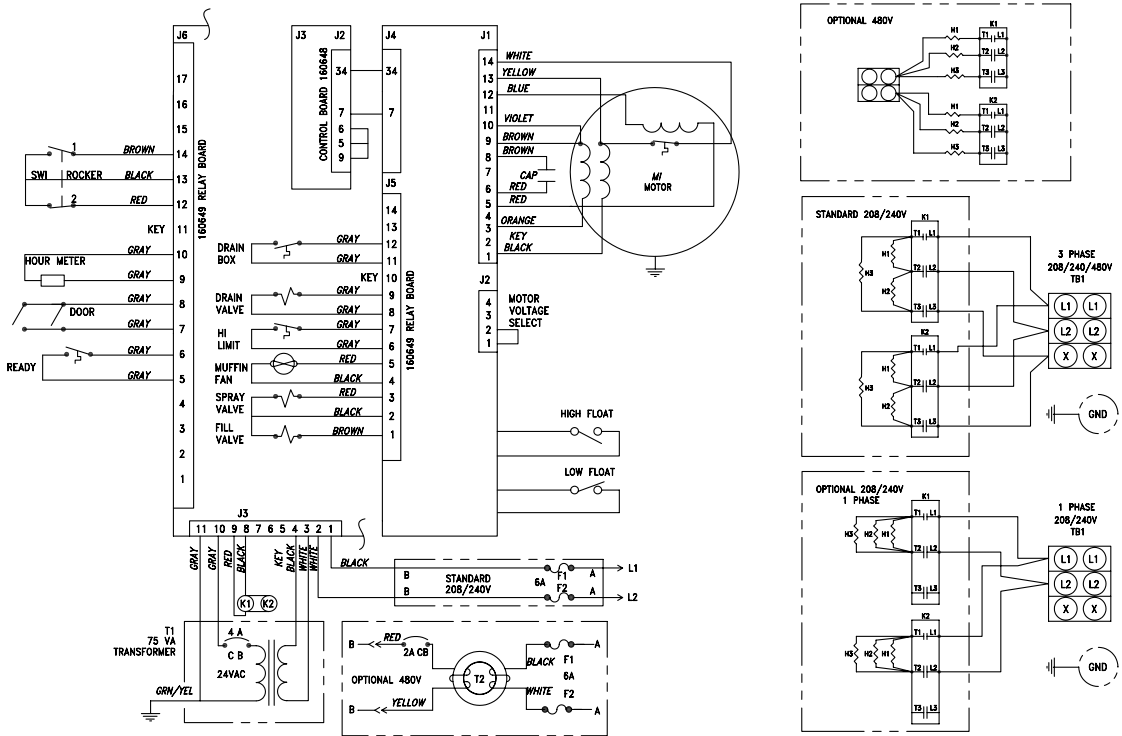 J6
17
16
15
14
13
12
11
10
9
8
7
6
5
4
3
2
1
160649 RELAY BOARD
1
BROWN
SW1 ROCKER
BLACK
2
RED
KEY
GRAY
HOUR METER
GRAY
GRAY
DOOR
GRAY
GRAY
READY
GRAY
J3
J2
34
7
6
5
9
CONTROL BOARD 160648
J4
34
7
J5
14
13
12
11
10
9
8
7
6
5
4
3
2
1
160649 RELAY BOARD
DRAIN BOX
GRAY
GRAY
KEY
DRAIN VALVE
GRAY
GRAY
HI LIMIT
GRAY
GRAY
MUFFIN FAN
RED
BLACK
SPRAY VALVE
RED
BLACK
FILL VALVE
BROWN
J1
14
13
12
11
10
9
8
7
6
5
4
3
2
1
WHITE
YELLOW
BLUE
VIOLET
BROWN
BROWN
CAP
RED
RED
ORANGE
KEY
BLACK
M1
MOTOR
J2
4
3
2
1
MOTOR
VOLTAGE
SELECT
HIGH FLOAT
LOW FLOAT
J3
11 10 9 8 7 6 5 4 3 2 1
GRAY
GRAY
RED
BLACK
KEY
BLACK
WHITE
WHITE
BLACK
K1 K2
B
B
STANDARD
208/240V
6A
F1
F2
A
A
L1
L2
T1
75 VA
TRANSFORMER
4 A
C B
24VAC
GRN/YEL
B
RED
2A CB
OPTIONAL 480V
B
YELLOW
T2
BLACK
WHITE
F1
6A
F2
A
A
OPTIONAL 480V
H1
H2
H3
K1
T1 L1
T2 L2
T3 L3
H1
H2
H3
K2
T1 L1
T2 L2
T3 L3
STANDARD 208/240V
K1
T1 L1
T2 L2
T3 L3
H1
H2
H3
K2
T1 L1
T2 L2
T3 L3
H1
H2
H3
3 PHASE
208/240/480V
TB1
L1 L1
L2 L2
X X
GND
OPTIONAL 208/240V
1 PHASE
K1
T1 L1
T2 L2
T3 L3
H3 H2 H1
K2
T1 L1
T2 L2
T3 L3
H3 H2 H1
1 PHASE
208/240V
TB1
L1 L1
L2 L2
X X
GND